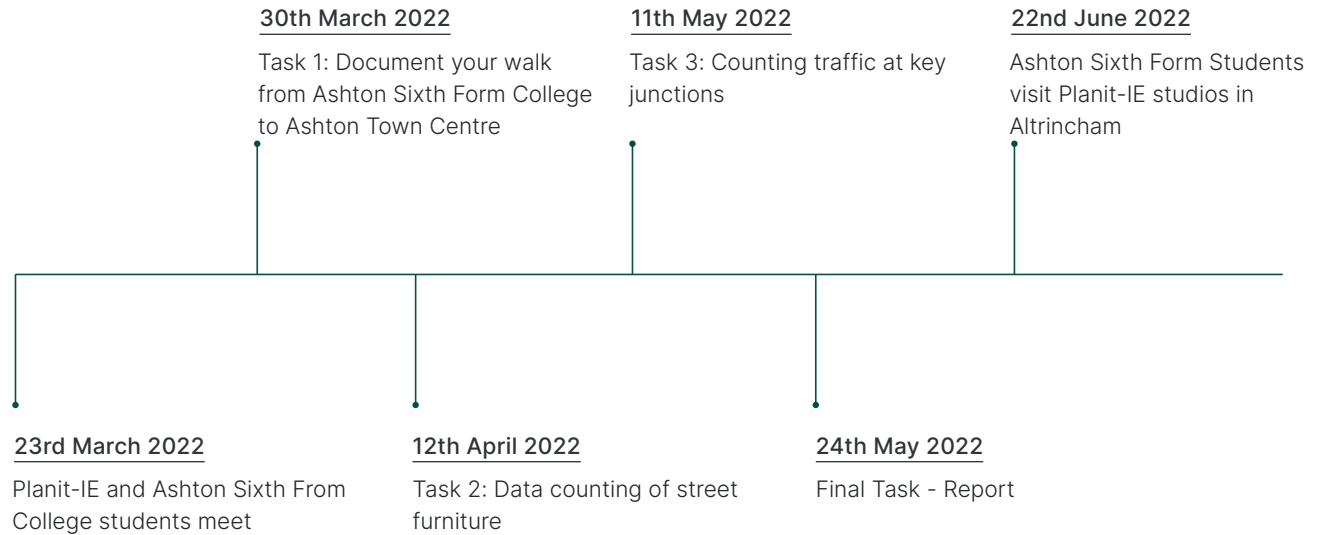 30th March 2022
Task 1: Document your walk
from Ashton Sixth Form College
to Ashton Town Centre
11th May 2022
Task 3: Counting traffic at key
junctions
22nd June 2022
Ashton Sixth Form Students
visit Planit-IE studios in
Altrincham
23rd March 2022
Planit-IE and Ashton Sixth From
College students meet
12th April 2022
Task 2: Data counting of street
furniture
24th May 2022
Final Task - Report